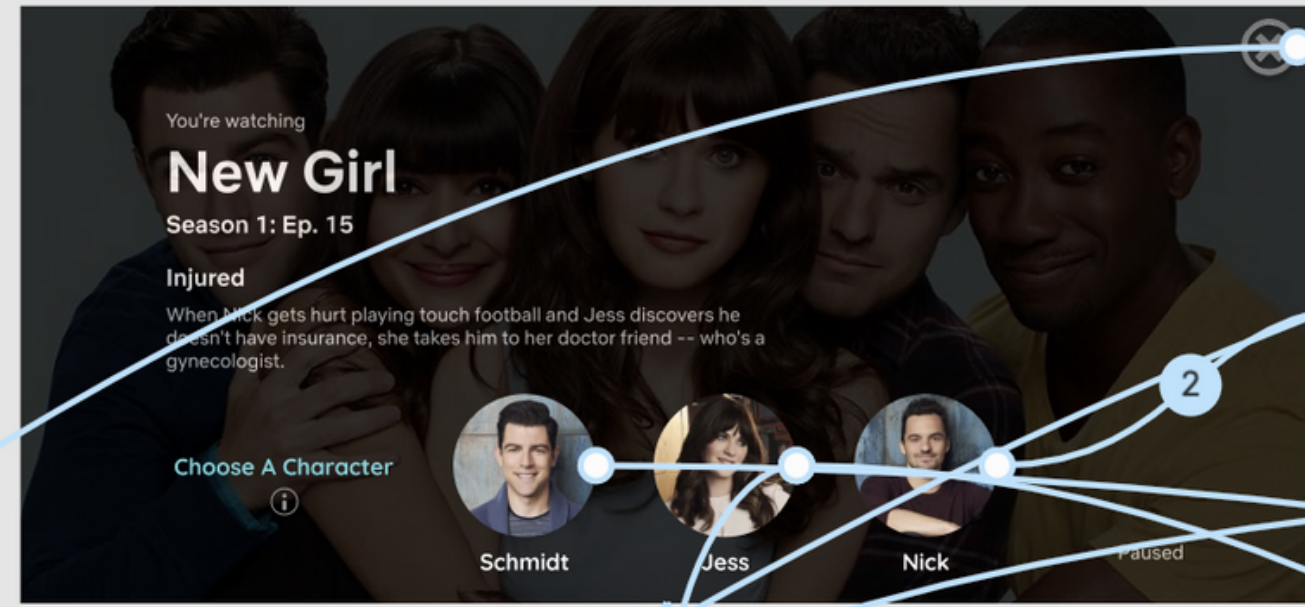 You're watching
New Girl
Season 1: Ep. 15
Injured
When Nick gets hurt playing touch football and Jess discovers he
doesn't have insurance, she takes him to her doctor friend -- who's a
gynecologist.
2
Choose A Character
i
Schmidt
Jess
Nick
Paused